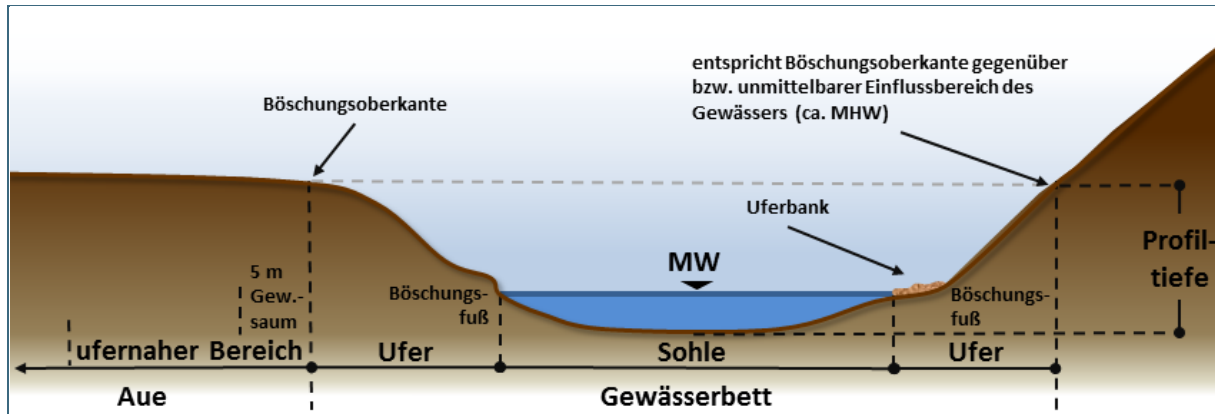 entspricht Böschungsoberkante gegenüber
bzw. unmittelbarer Einflussbereich des
Gewässers (ca. MHW)
Böschungsoberkante
Uferbank
MW
Profil-
tiefe
5 m
Gew.-
saum
Böschungs-
fuß
Böschungs-
fuß
ufernaher Bereich
Ufer
Sohle
Ufer
Aue
Gewässerbett